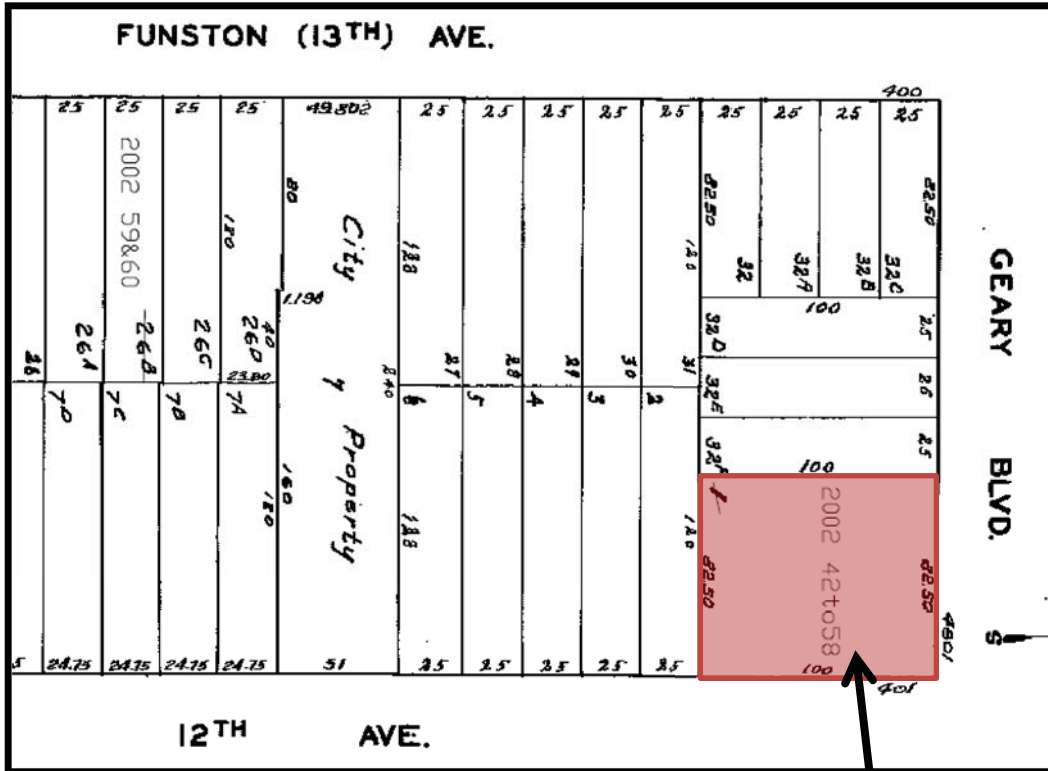 FUNSTON (13TH) AVE.
400
25 25 25 25 49.802 25 25 25 25 25 25 25 25 25
2002 59&60
80
180
City
128
120
82.50
82.50
32 32A 32B 32C
1.198
100
GEARY BLVD.
26 26A 26B 26C 26D
40
23.80
240
27 28 29 30 31
32D
25
7D 7C 7B 7A
6 5 4 3 2
32E
32F
25
100
&
Property
160
128
120
1
2002 42to58
82.50
82.50
4801
S
24.75 24.75 24.75 24.75 51 25 25 25 25 25 100
401
12TH AVE.